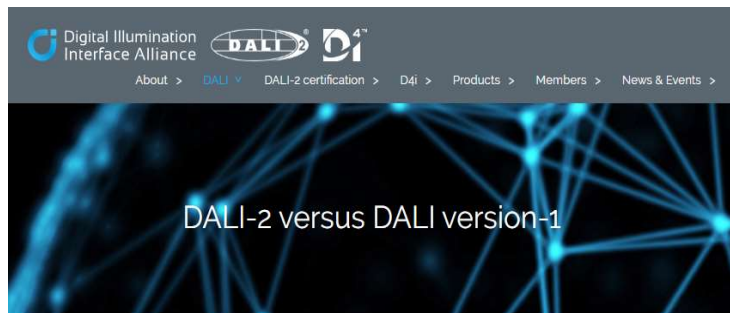 Digital Illumination
Interface Alliance
DALI 2 ®
D4i ™
About > DALI ˅ DALI-2 certification > D4i > Products > Members > News & Events >
DALI-2 versus DALI version-1